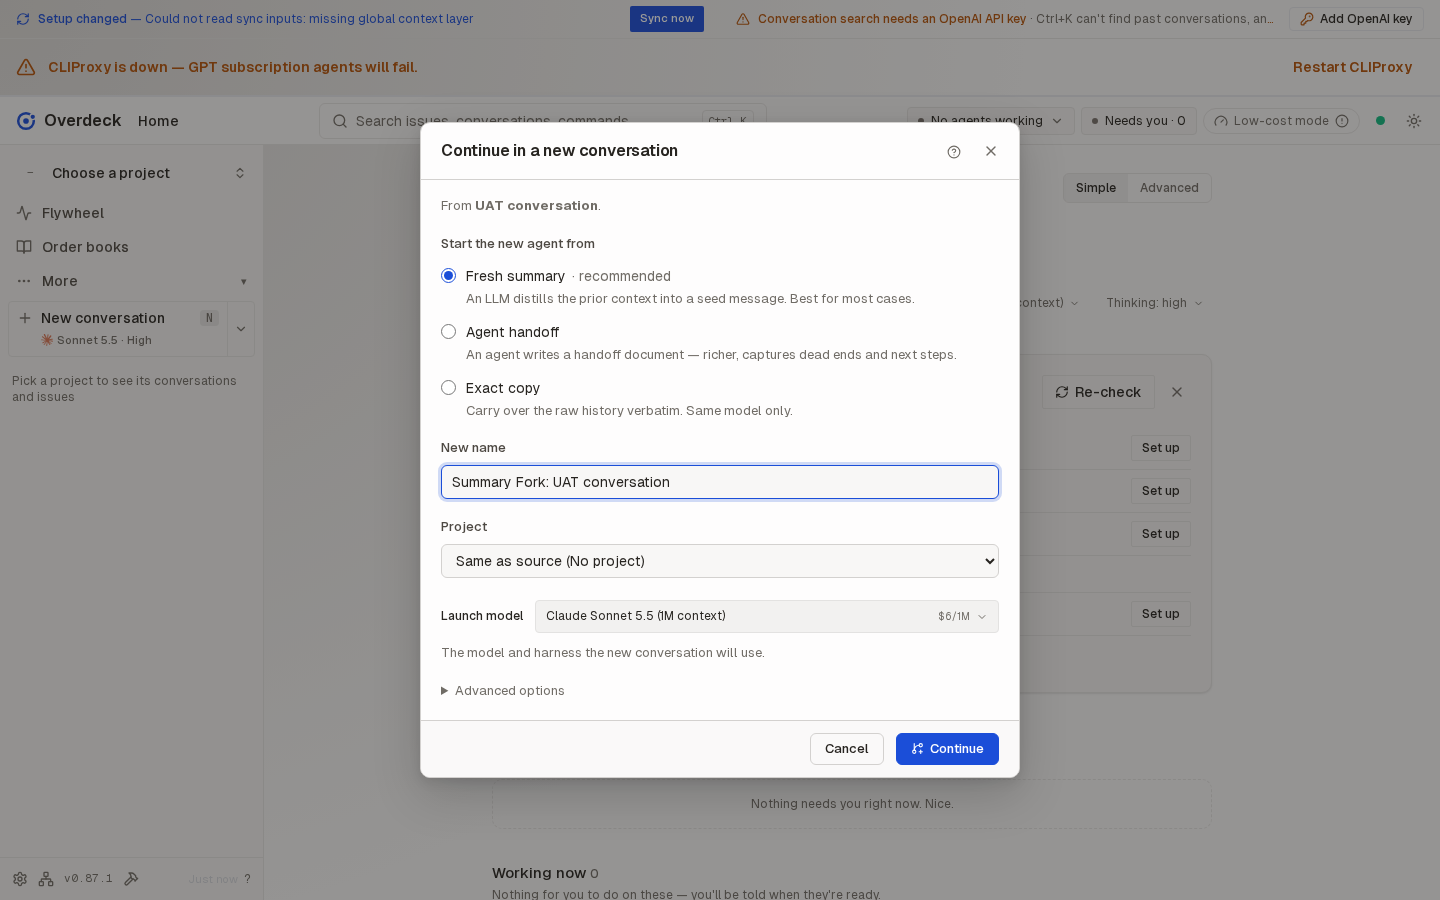 Setup changed — Could not read sync inputs: missing global context layer
Sync now
Conversation search needs an OpenAI API key · Ctrl+K can't find past conversations, an…
Add OpenAI key
CLIProxy is down — GPT subscription agents will fail.
Restart CLIProxy
Overdeck
Home
Search issues, conversations, commands
Ctrl K
No agents working
Needs you · 0
Low-cost mode
Choose a project
Flywheel
Order books
More
New conversation
N
Sonnet 5.5 · High
Pick a project to see its conversations
and issues
Simple
Advanced
context)
Thinking: high
Re-check
Set up
Set up
Set up
Set up
Continue in a new conversation
From UAT conversation.
Start the new agent from
Fresh summary · recommended
An LLM distills the prior context into a seed message. Best for most cases.
Agent handoff
An agent writes a handoff document — richer, captures dead ends and next steps.
Exact copy
Carry over the raw history verbatim. Same model only.
New name
Summary Fork: UAT conversation
Project
Same as source (No project)
Launch model
Claude Sonnet 5.5 (1M context)
$6/1M
The model and harness the new conversation will use.
Advanced options
Cancel
Continue
Nothing needs you right now. Nice.
Working now 0
Nothing for you to do on these — you'll be told when they're ready.
v0.87.1
Just now
?